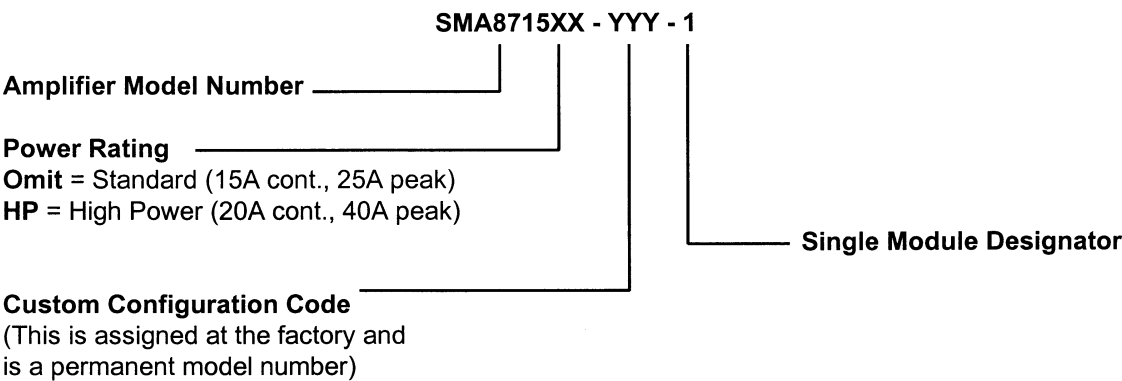 SMA8715XX - YYY - 1
Amplifier Model Number
Power Rating
Omit = Standard (15A cont., 25A peak)
HP = High Power (20A cont., 40A peak)
Single Module Designator
Custom Configuration Code
(This is assigned at the factory and
is a permanent model number)